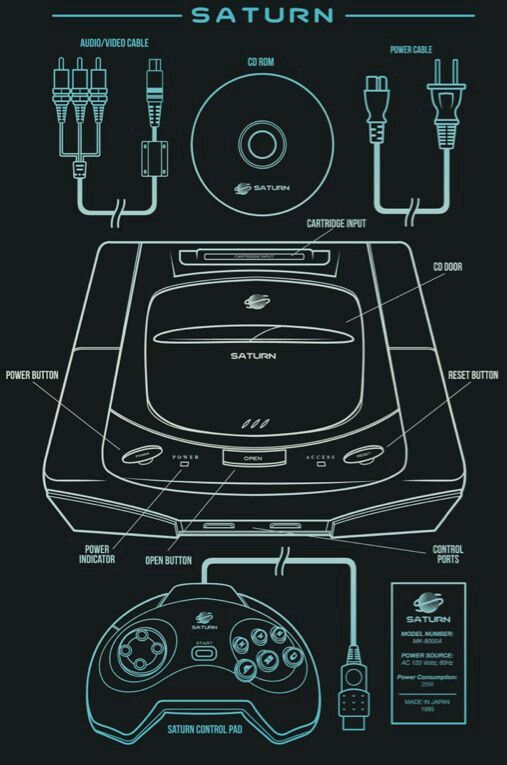 SATURN
AUDIO/VIDEO CABLE
CD ROM
POWER CABLE
SATURN
CARTRIDGE INPUT
CARTRIDGE INPUT
CD DOOR
SATURN
POWER BUTTON
RESET BUTTON
POWER
POWER
OPEN
ACCESS
RESET
POWER
INDICATOR
OPEN BUTTON
CONTROL
PORTS
SATURN
START
X Y Z
A B C
SATURN CONTROL PAD
SATURN
MODEL NUMBER:
MK-8000A
POWER SOURCE:
AC 120 Volts; 60Hz
Power Consumption:
25W
MADE IN JAPAN
1995